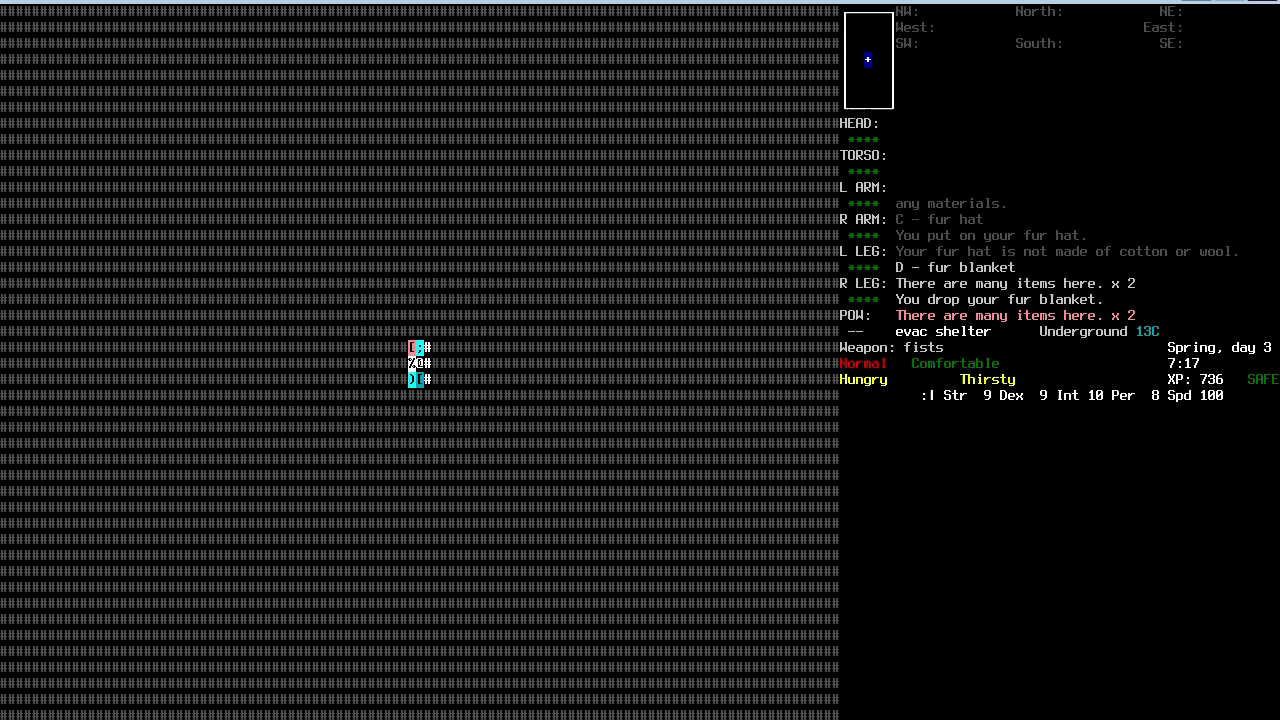 NW: North: NE:
West: East:
SW: South: SE:
+
HEAD:
****
TORSO:
****
L ARM:
**** any materials.
R ARM: C - fur hat
**** You put on your fur hat.
L LEG: Your fur hat is not made of cotton or wool.
**** D - fur blanket
R LEG: There are many items here. x 2
**** You drop your fur blanket.
POW: There are many items here. x 2
-- evac shelter Underground 13C
Weapon: fists Spring, day 3
Normal Comfortable 7:17
Hungry Thirsty XP: 736 SAFE
:| Str 9 Dex 9 Int 10 Per 8 Spd 100